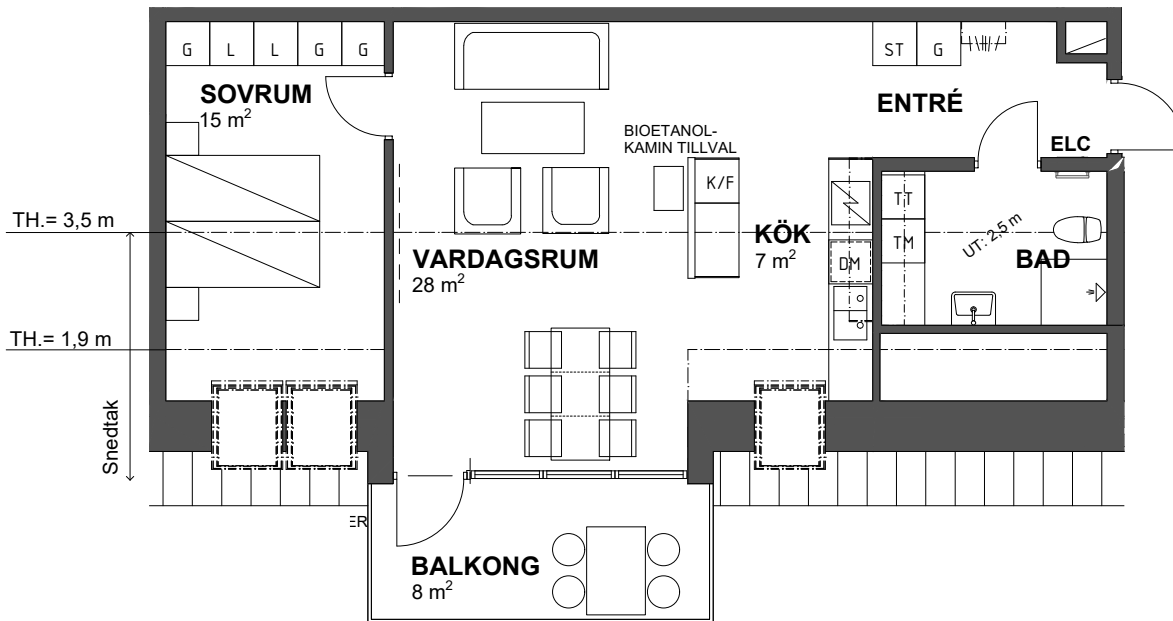 G L L G G
ST G
SOVRUM
15 m²
ENTRÉ
BIOETANOL-
KAMIN TILLVAL
ELC
K/F
TT
TH.= 3,5 m
KÖK
7 m²
TM
UT: 2,5 m
BAD
VARDAGSRUM
28 m²
DM
TH.= 1,9 m
Snedtak
ER
BALKONG
8 m²